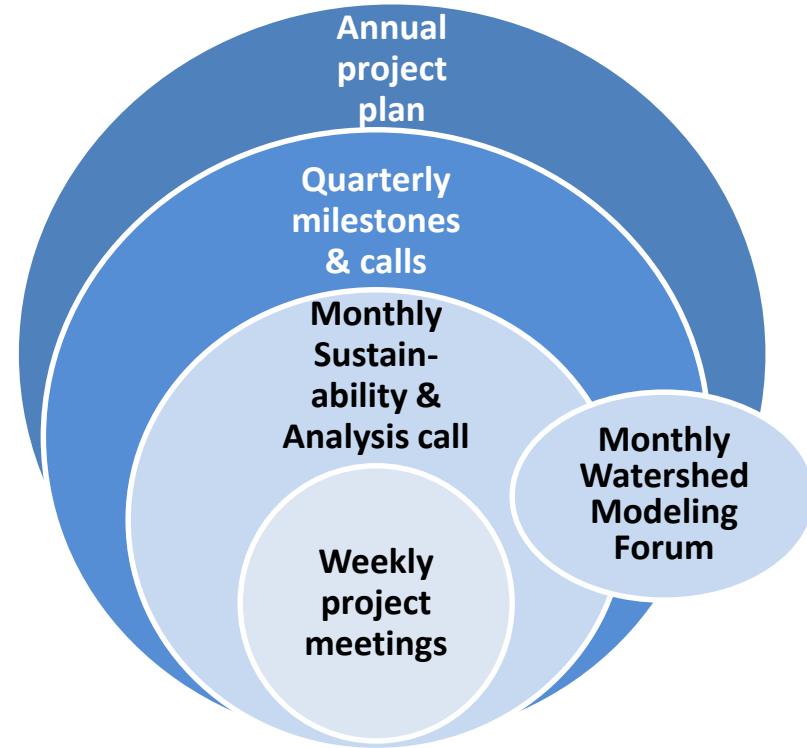 Annual
project
plan
Quarterly
milestones
& calls
Monthly
Sustain-
ability &
Analysis call
Monthly
Watershed
Modeling
Forum
Weekly
project
meetings